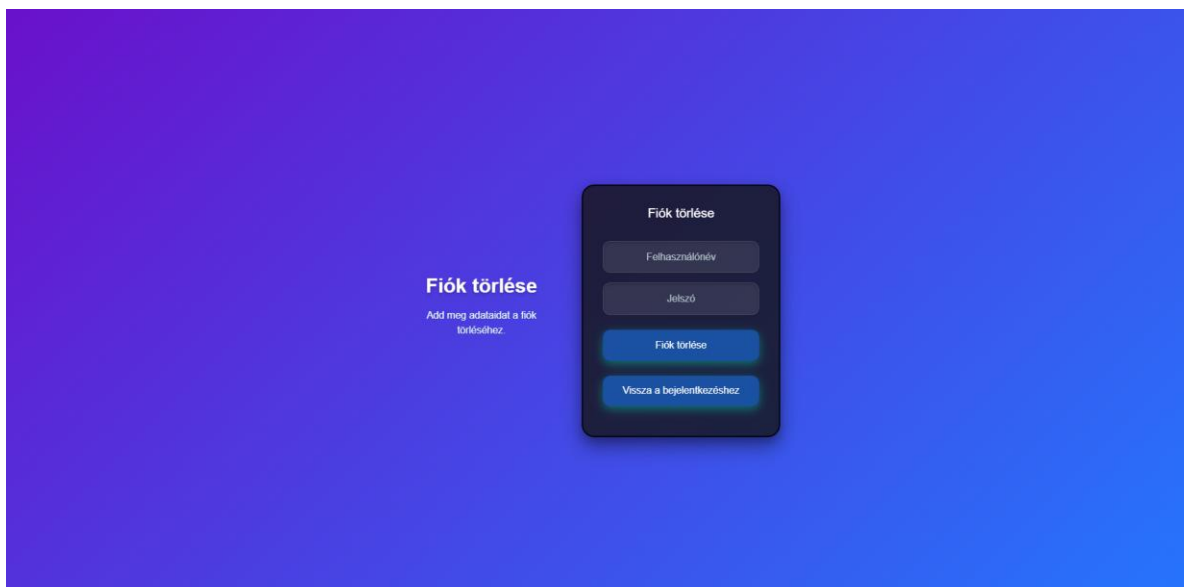 Fiók törlése
Add meg adataidat a fiók
törléséhez.
Fiók törlése
Felhasználónév
Jelszó
Fiók törlése
Vissza a bejelentkezéshez